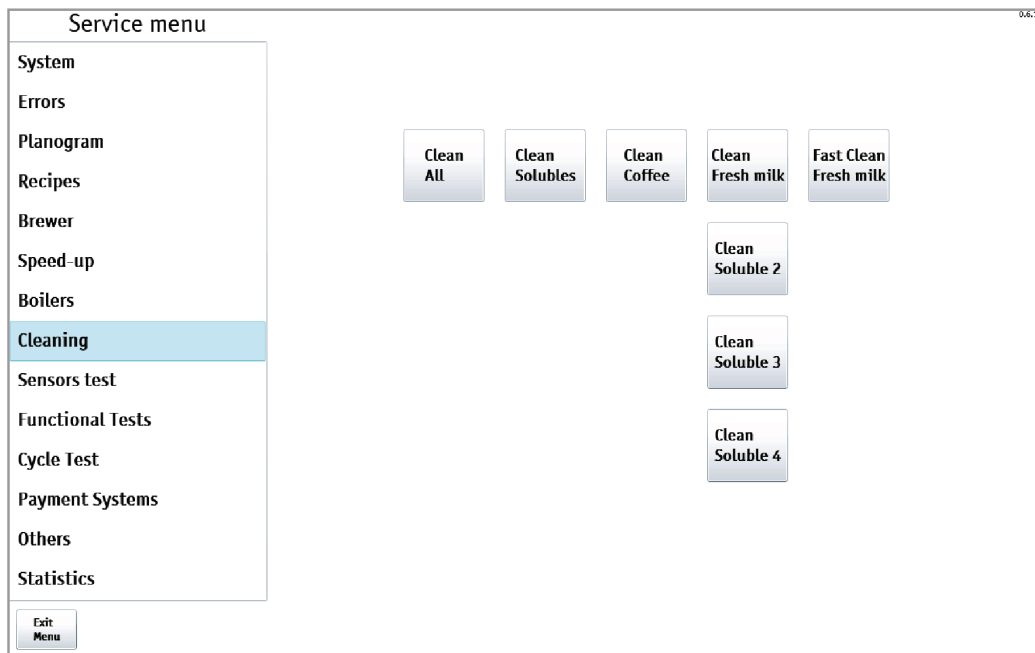 Service menu
0.6.
System
Errors
Planogram
Recipes
Brewer
Speed-up
Boilers
Cleaning
Sensors test
Functional Tests
Cycle Test
Payment Systems
Others
Statistics
Exit
Menu
Clean
All
Clean
Solubles
Clean
Coffee
Clean
Fresh milk
Fast Clean
Fresh milk
Clean
Soluble 2
Clean
Soluble 3
Clean
Soluble 4